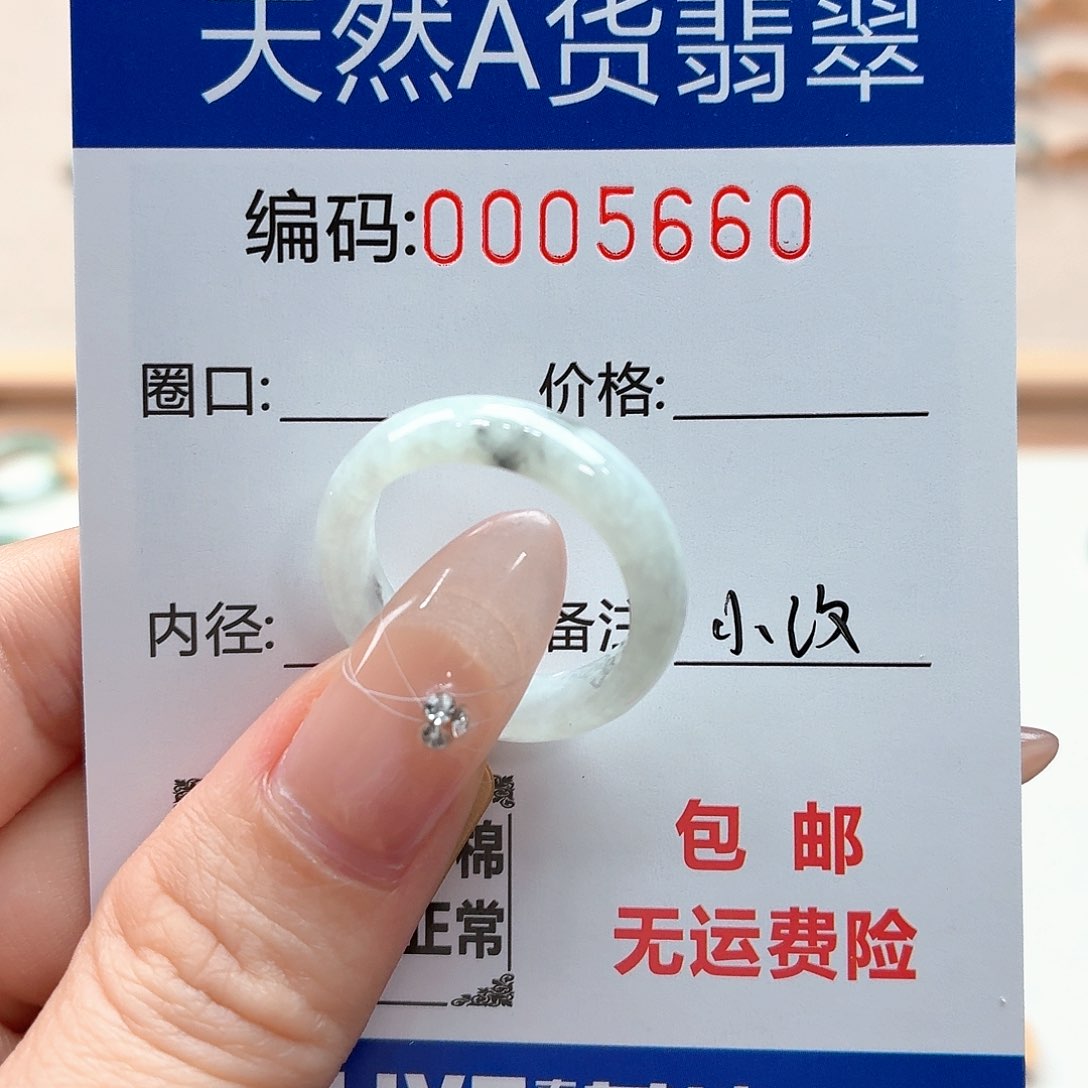 天然A货翡翠
编码:0005660
圈口: 价格:
内径: 备注 小纹
棉
正常
包邮
无运费险